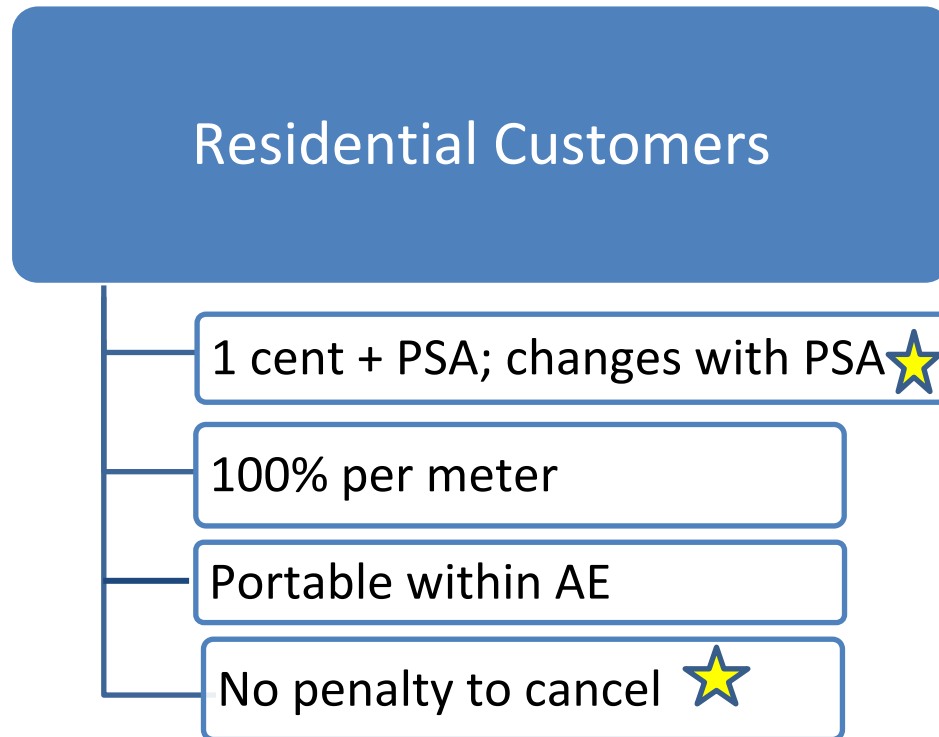 Residential Customers
1 cent + PSA; changes with PSA
100% per meter
Portable within AE
No penalty to cancel